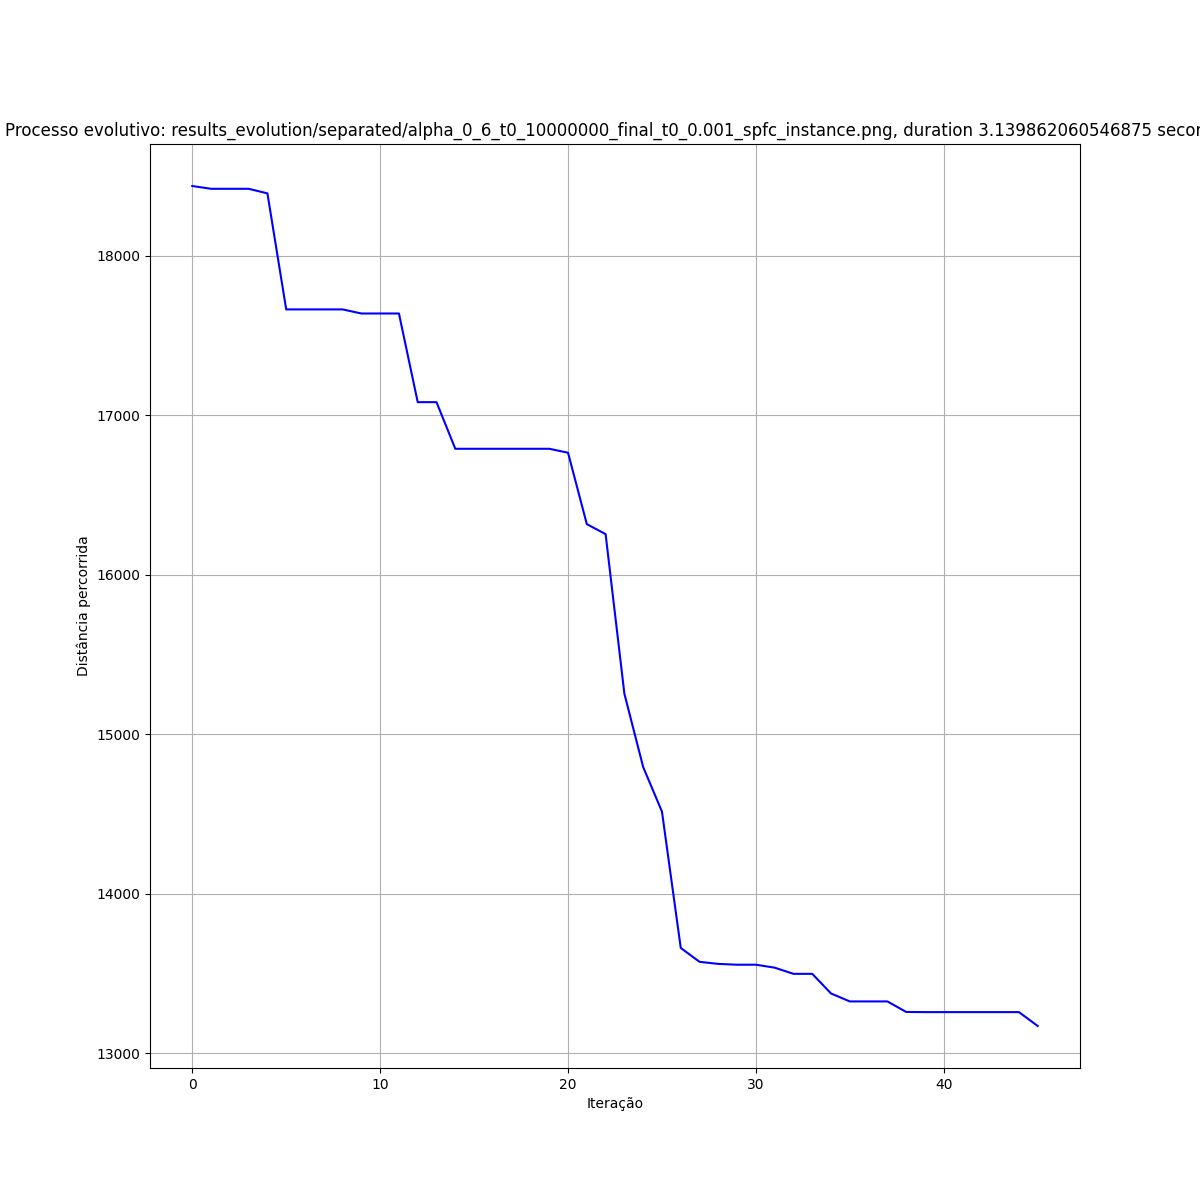 Processo evolutivo: results_evolution/separated/alpha_0_6_t0_10000000_final_t0_0.001_spfc_instance.png, duration 3.139862060546875
18000
17000
16000
15000
14000
13000
Distância percorrida
0 10 20 30 40
Iteração